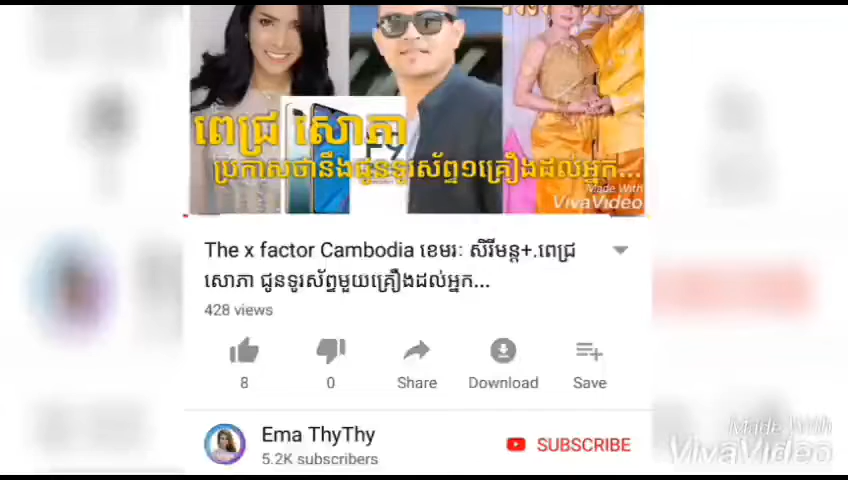 ពេជ្រ សោភា
F9
ប្រកាសថានឹងជូនទូរស័ព្ទ១គ្រឿងដល់អ្នក...
Made With
VivaVideo
The x factor Cambodia ខេមរៈ សិរីមន្ត+.ពេជ្រ
សោភា ជូនទូរស័ព្ទមួយគ្រឿងដល់អ្នក...
428 views
8
0
Share
Download
Save
Ema ThyThy
SUBSCRIBE
5.2K subscribers
Made With
VivaVideo